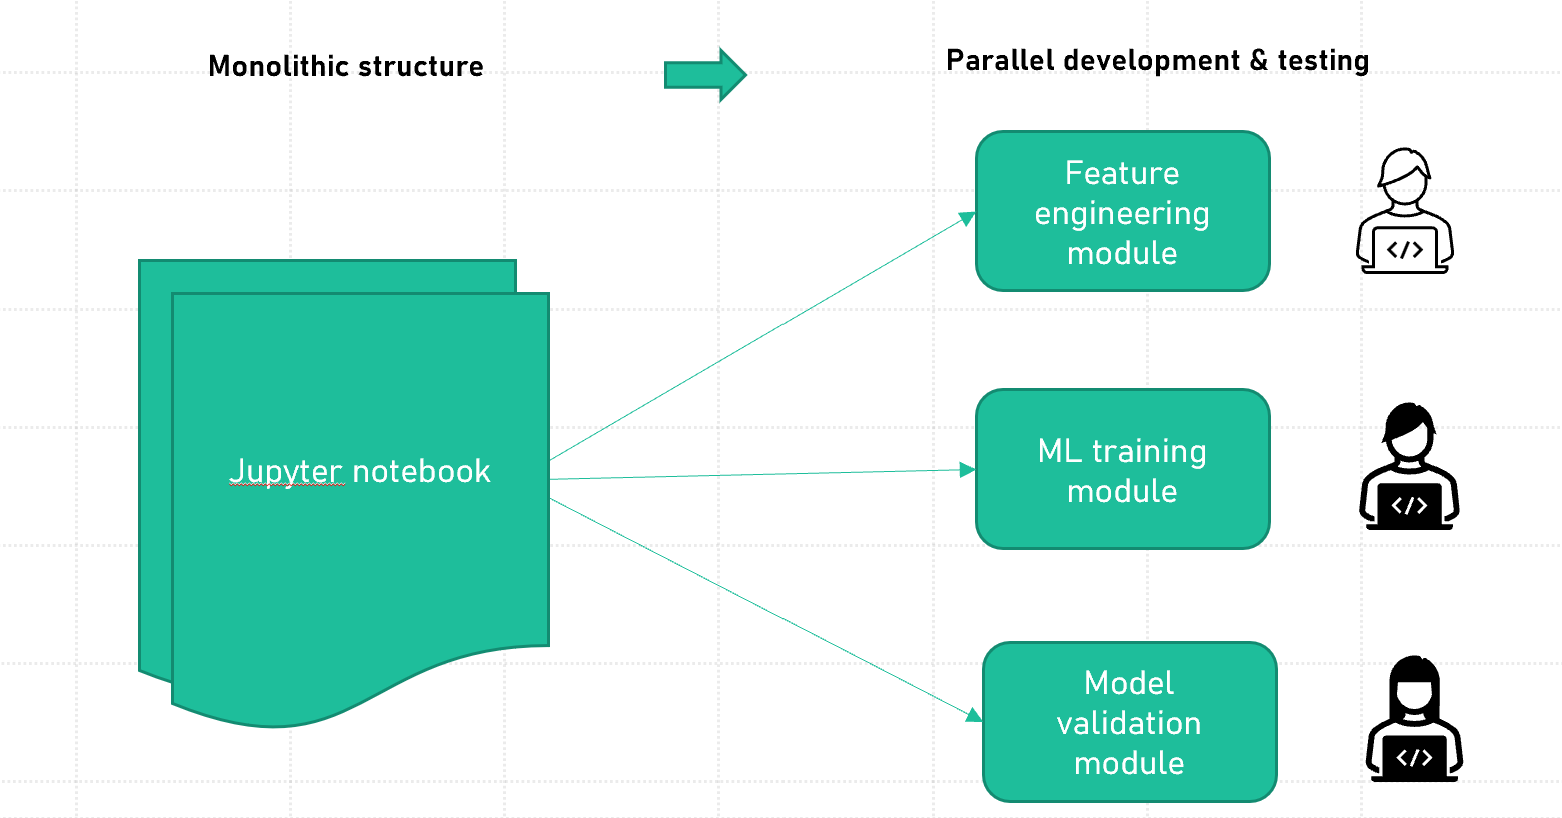 Monolithic structure
Parallel development & testing
Feature
engineering
module
</>
Jupyter notebook
ML training
module
</>
Model
validation
module
</>